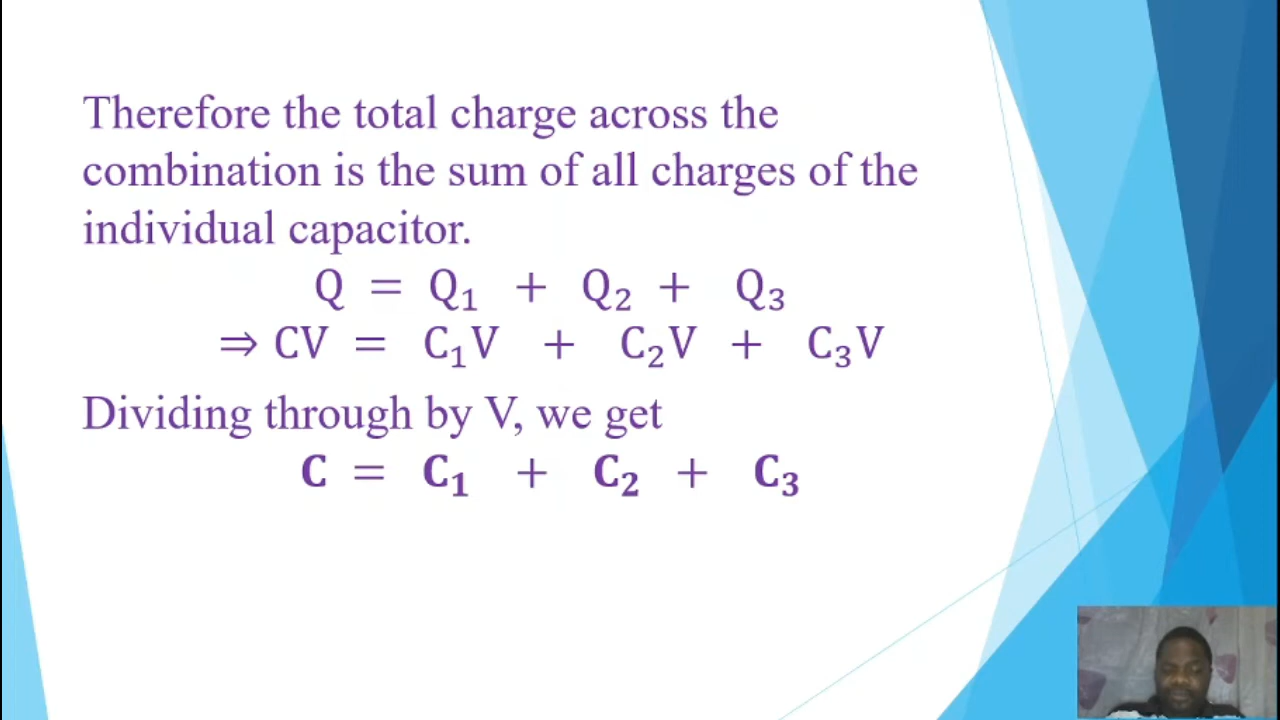 Therefore the total charge across the
combination is the sum of all charges of the
individual capacitor.
Q = Q₁ + Q₂ + Q₃
⇒ CV = C₁V + C₂V + C₃V
Dividing through by V, we get
C = C₁ + C₂ + C₃